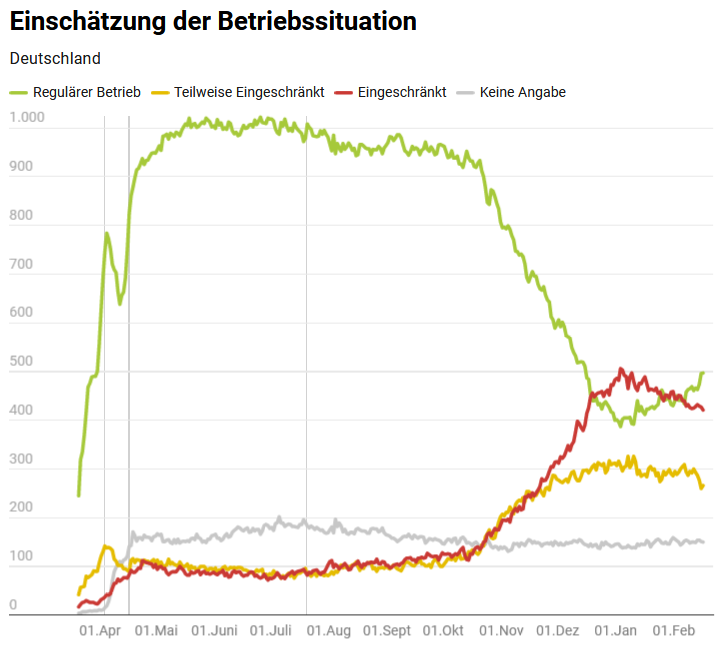 Einschätzung der Betriebssituation
Deutschland
Regulärer Betrieb Teilweise Eingeschränkt Eingeschränkt Keine Angabe
1.000
900
800
700
600
500
400
300
200
100
0
01.Apr 01.Mai 01.Juni 01.Juli 01.Aug 01.Sept 01.Okt 01.Nov 01.Dez 01.Jan 01.Feb